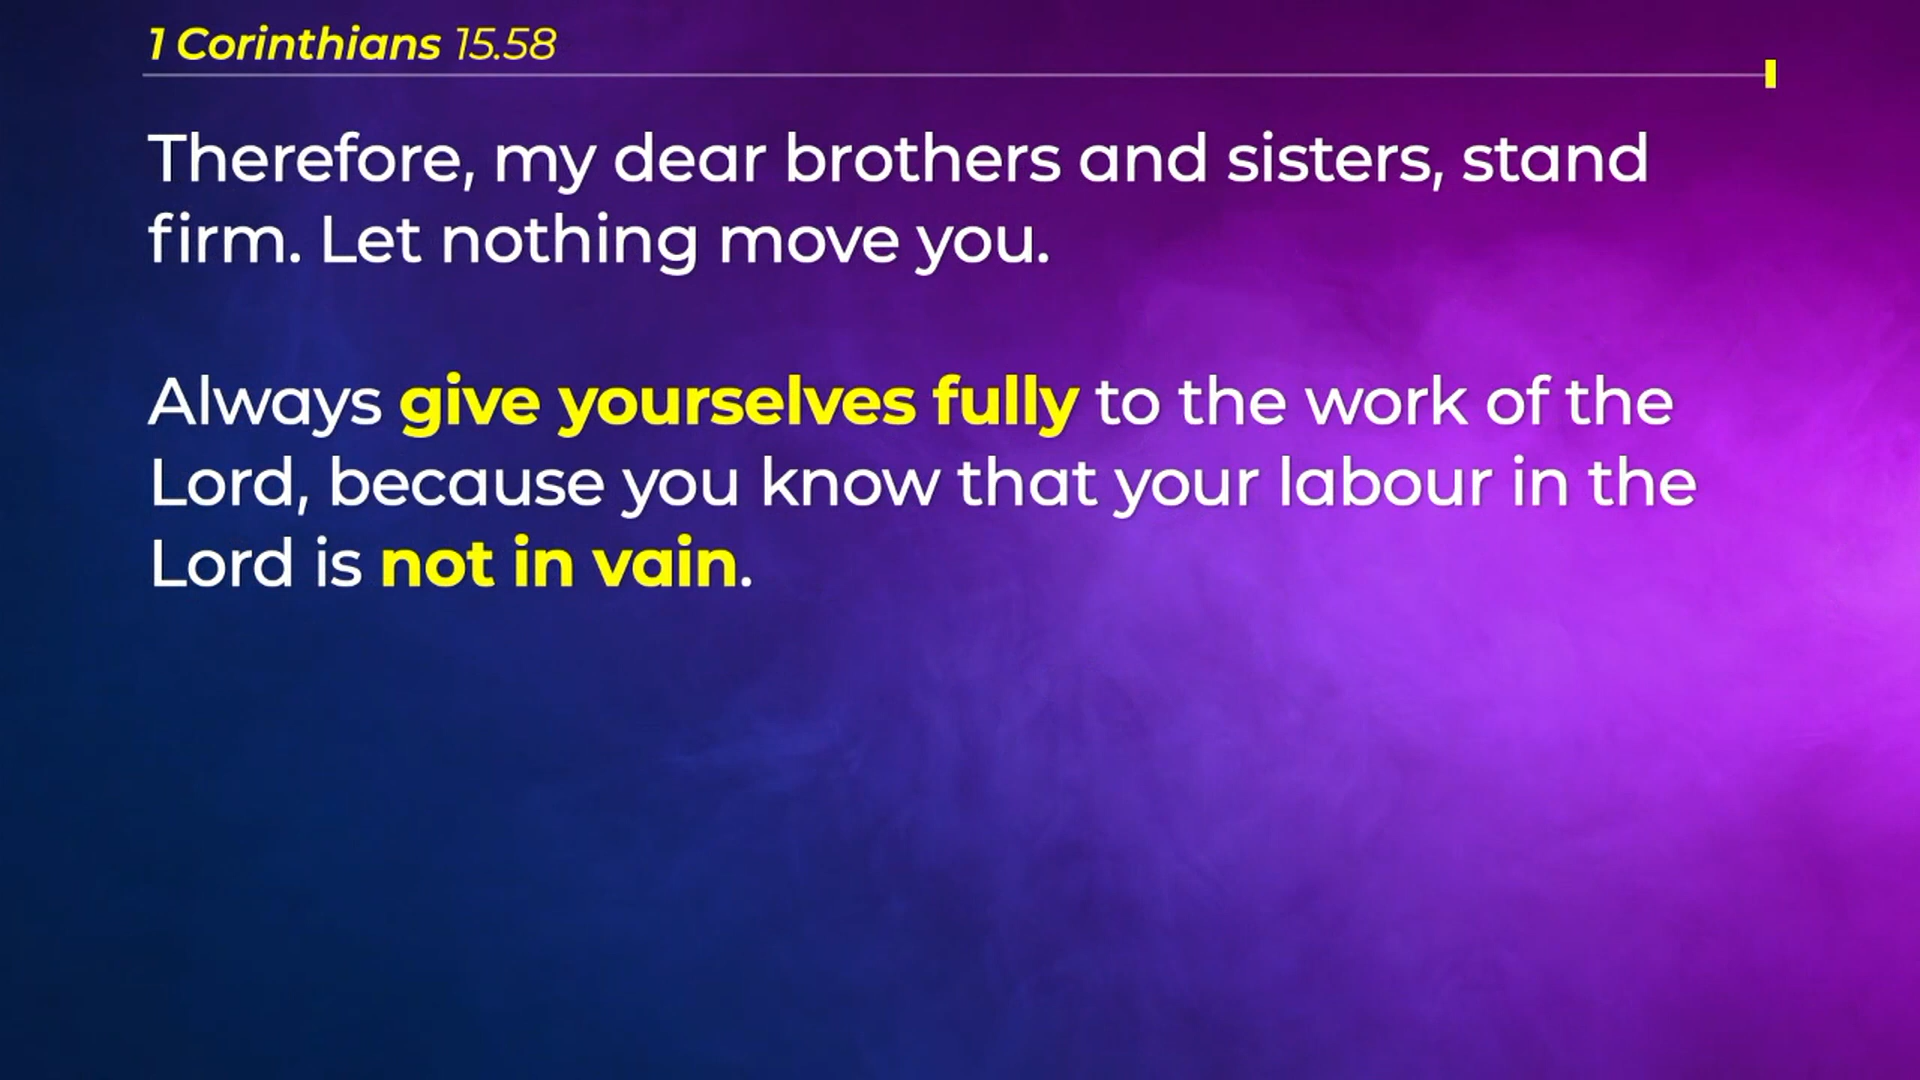 1 Corinthians 15.58
Therefore, my dear brothers and sisters, stand
firm. Let nothing move you.
Always give yourselves fully to the work of the
Lord, because you know that your labour in the
Lord is not in vain.